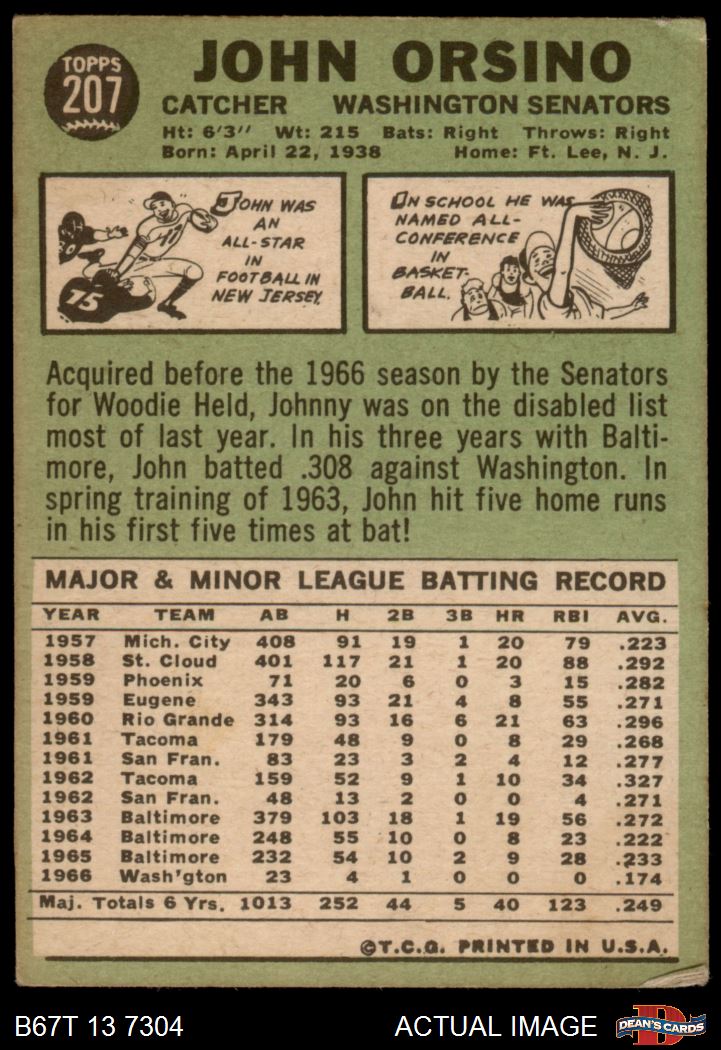 TOPPS
207
JOHN ORSINO
CATCHER WASHINGTON SENATORS
Ht: 6'3" Wt: 215 Bats: Right Throws: Right
Born: April 22, 1938 Home: Ft. Lee, N. J.
JOHN WAS
AN
ALL-STAR
IN
FOOTBALL IN
NEW JERSEY.
15
IN SCHOOL HE WAS
NAMED ALL-
CONFERENCE
IN
BASKET-
BALL.
Acquired before the 1966 season by the Senators
for Woodie Held, Johnny was on the disabled list
most of last year. In his three years with Balti-
more, John batted .308 against Washington. In
spring training of 1963, John hit five home runs
in his first five times at bat!
MAJOR & MINOR LEAGUE BATTING RECORD
YEAR TEAM AB H 2B 3B HR RBI AVG.
1957 Mich. City 408 91 19 1 20 79 .223
1958 St. Cloud 401 117 21 1 20 88 .292
1959 Phoenix 71 20 6 0 3 15 .282
1959 Eugene 343 93 21 4 8 55 .271
1960 Rio Grande 314 93 16 6 21 63 .296
1961 Tacoma 179 48 9 0 8 29 .268
1961 San Fran. 83 23 3 2 4 12 .277
1962 Tacoma 159 52 9 1 10 34 .327
1962 San Fran. 48 13 2 0 0 4 .271
1963 Baltimore 379 103 18 1 19 56 .272
1964 Baltimore 248 55 10 0 8 23 .222
1965 Baltimore 232 54 10 2 9 28 .233
1966 Wash'gton 23 4 1 0 0 0 .174
Maj. Totals 6 Yrs. 1013 252 44 5 40 123 .249
©T.C.G. PRINTED IN U.S.A.
B67T 13 7304 ACTUAL IMAGE DEAN'S CARDS